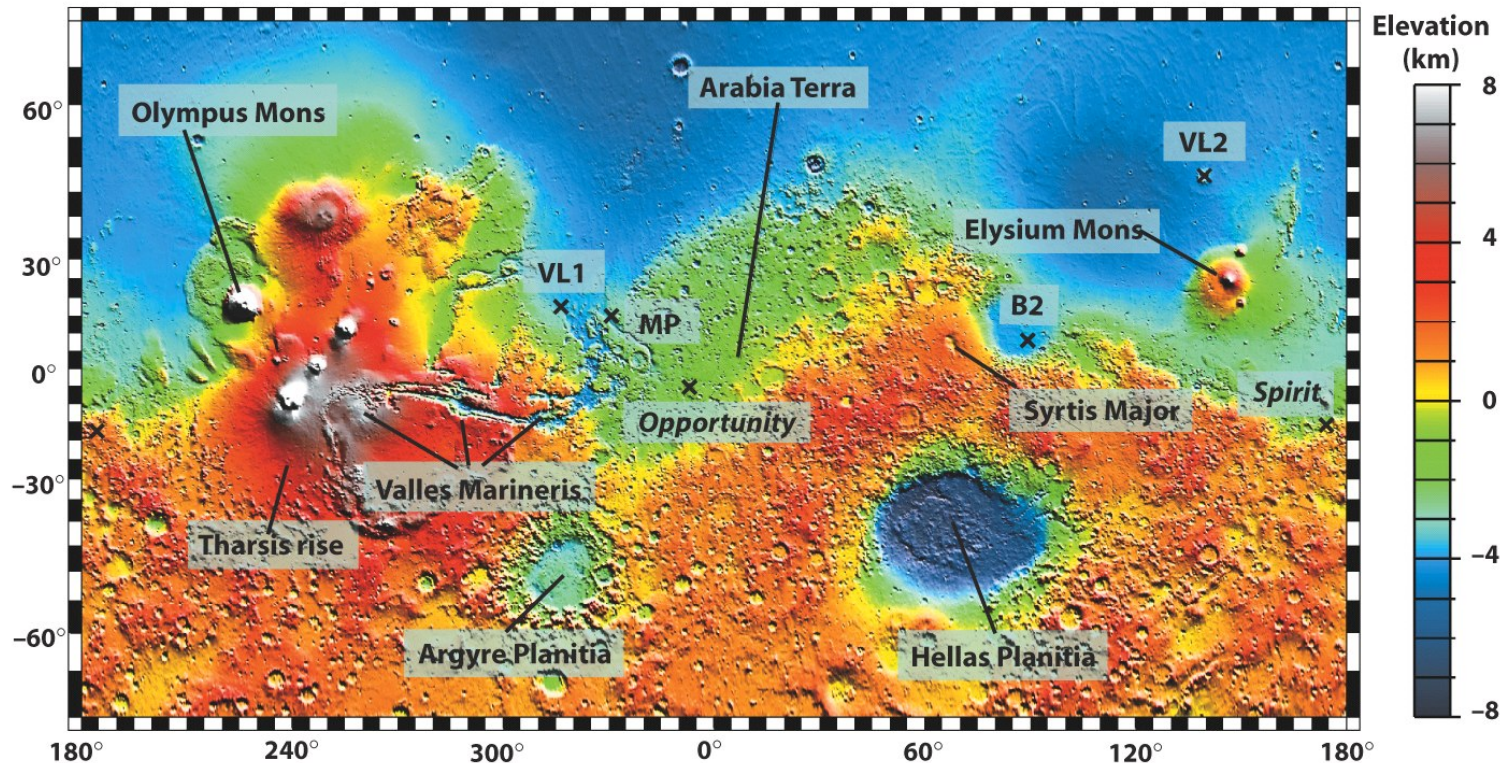 Elevation
(km)
8
4
0
–4
–8
60°
30°
0°
–30°
–60°
Olympus Mons
Arabia Terra
VL2
Elysium Mons
VL1
MP
B2
Opportunity
Syrtis Major
Spirit
Valles Marineris
Tharsis rise
Argyre Planitia
Hellas Planitia
180° 240° 300° 0° 60° 120° 180°